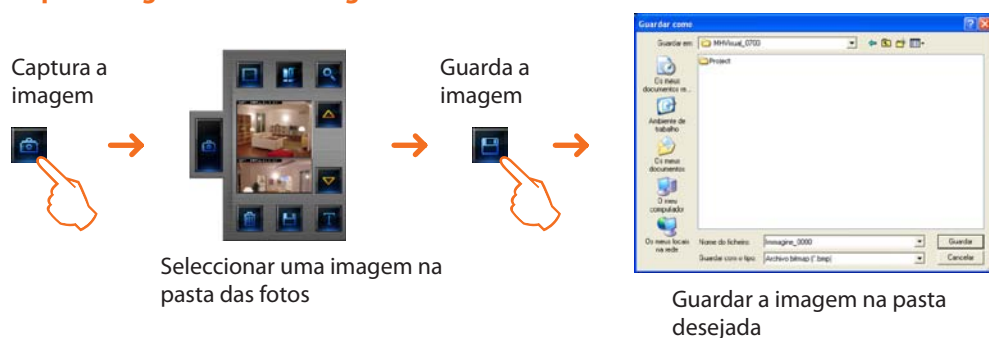 Captura a
imagem
Guarda a
imagem
Seleccionar uma imagem na
pasta das fotos
Guardar como
Guardar em:
MHVisual_0700
Project
Os meus
documentos re...
Ambiente de
trabalho
Os meus
documentos
O meu
computador
Os meus locais
na rede
Nome do ficheiro:
Immagine_0000
Guardar
Guardar com o tipo:
Archivo bitmap (*.bmp)
Cancelar
Guardar a imagem na pasta
desejada